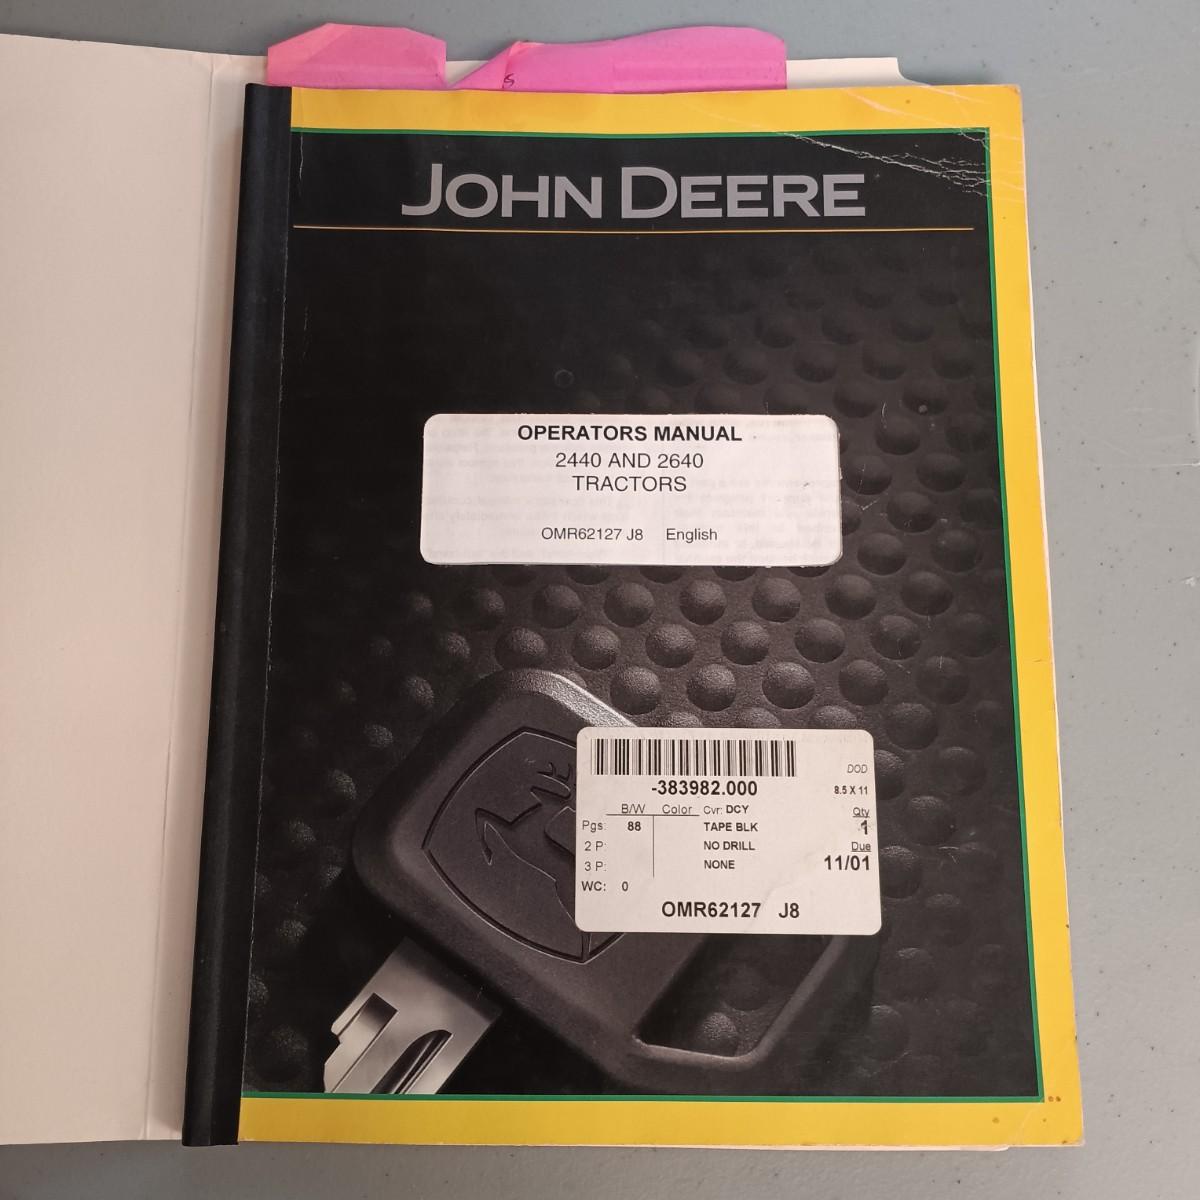 JOHN DEERE
OPERATORS MANUAL
2440 AND 2640
TRACTORS
OMR62127 J8 English
DOD
-383982.000 8.5 X 11
B/W Color Cvr: DCY Qty
Pgs: 88 TAPE BLK 1
2 P: NO DRILL Due
3 P: NONE 11/01
WC: 0
OMR62127 J8